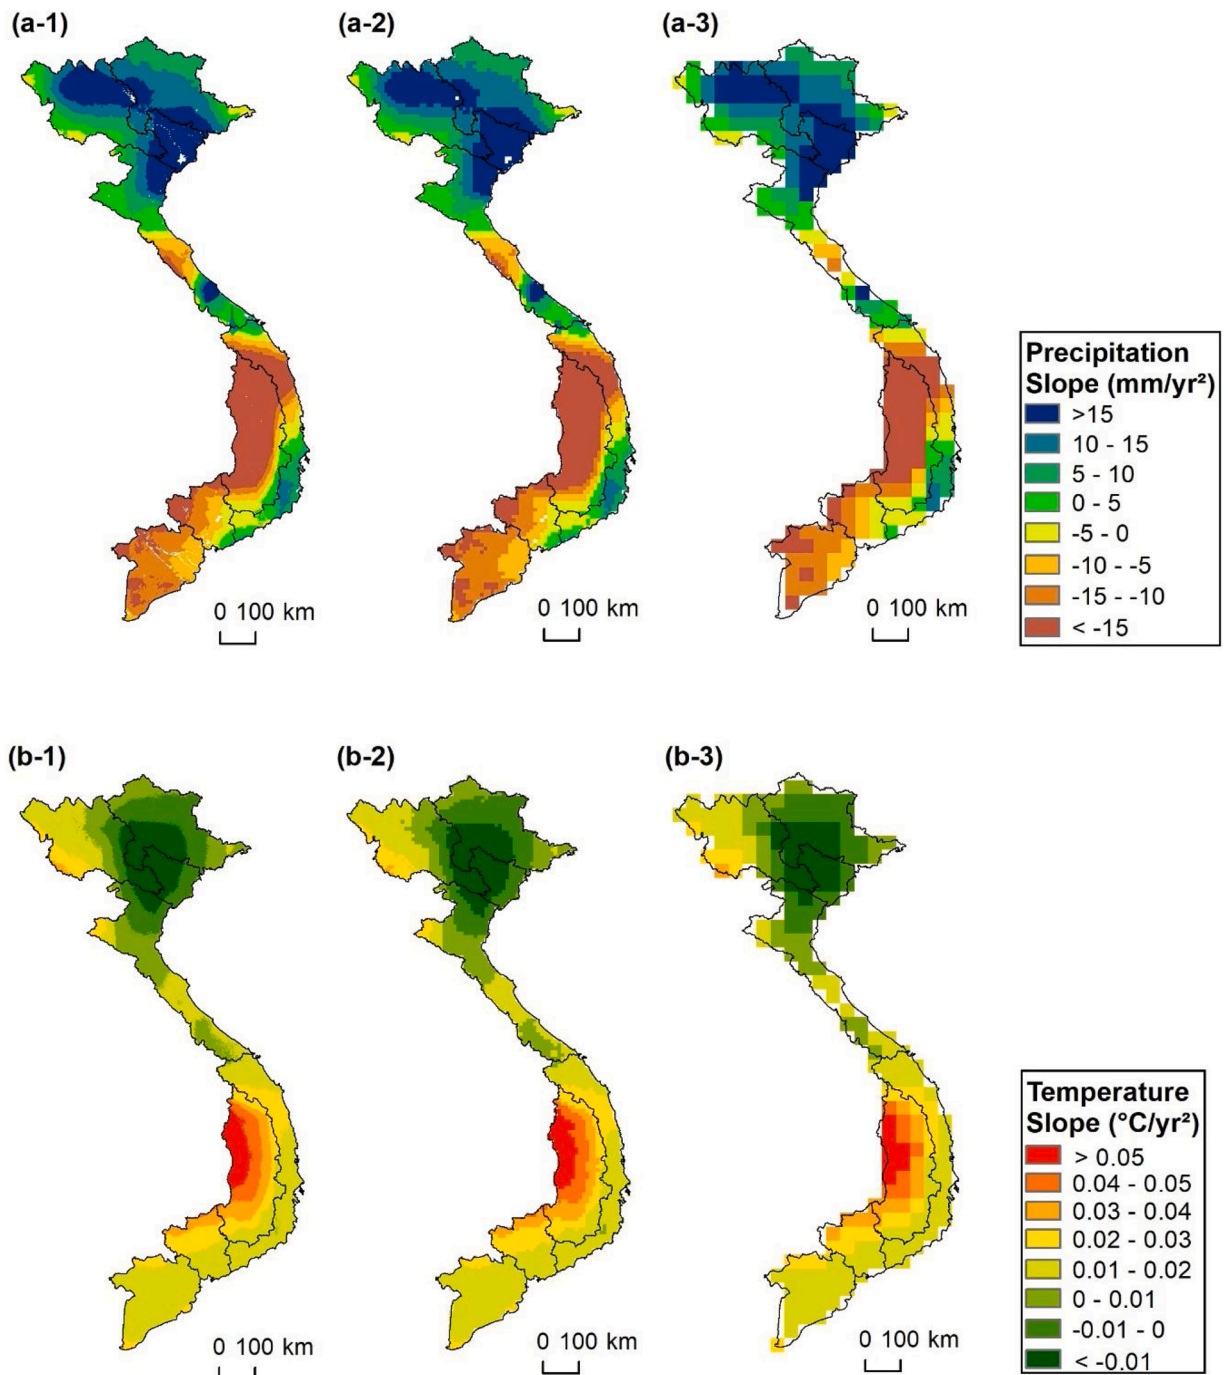 (a-1) (a-2) (a-3)
Precipitation
Slope (mm/yr²)
>15
10 - 15
5 - 10
0 - 5
-5 - 0
-10 - -5
-15 - -10
< -15
0 100 km 0 100 km 0 100 km
(b-1) (b-2) (b-3)
Temperature
Slope (°C/yr²)
> 0.05
0.04 - 0.05
0.03 - 0.04
0.02 - 0.03
0.01 - 0.02
0 - 0.01
-0.01 - 0
< -0.01
0 100 km 0 100 km 0 100 km